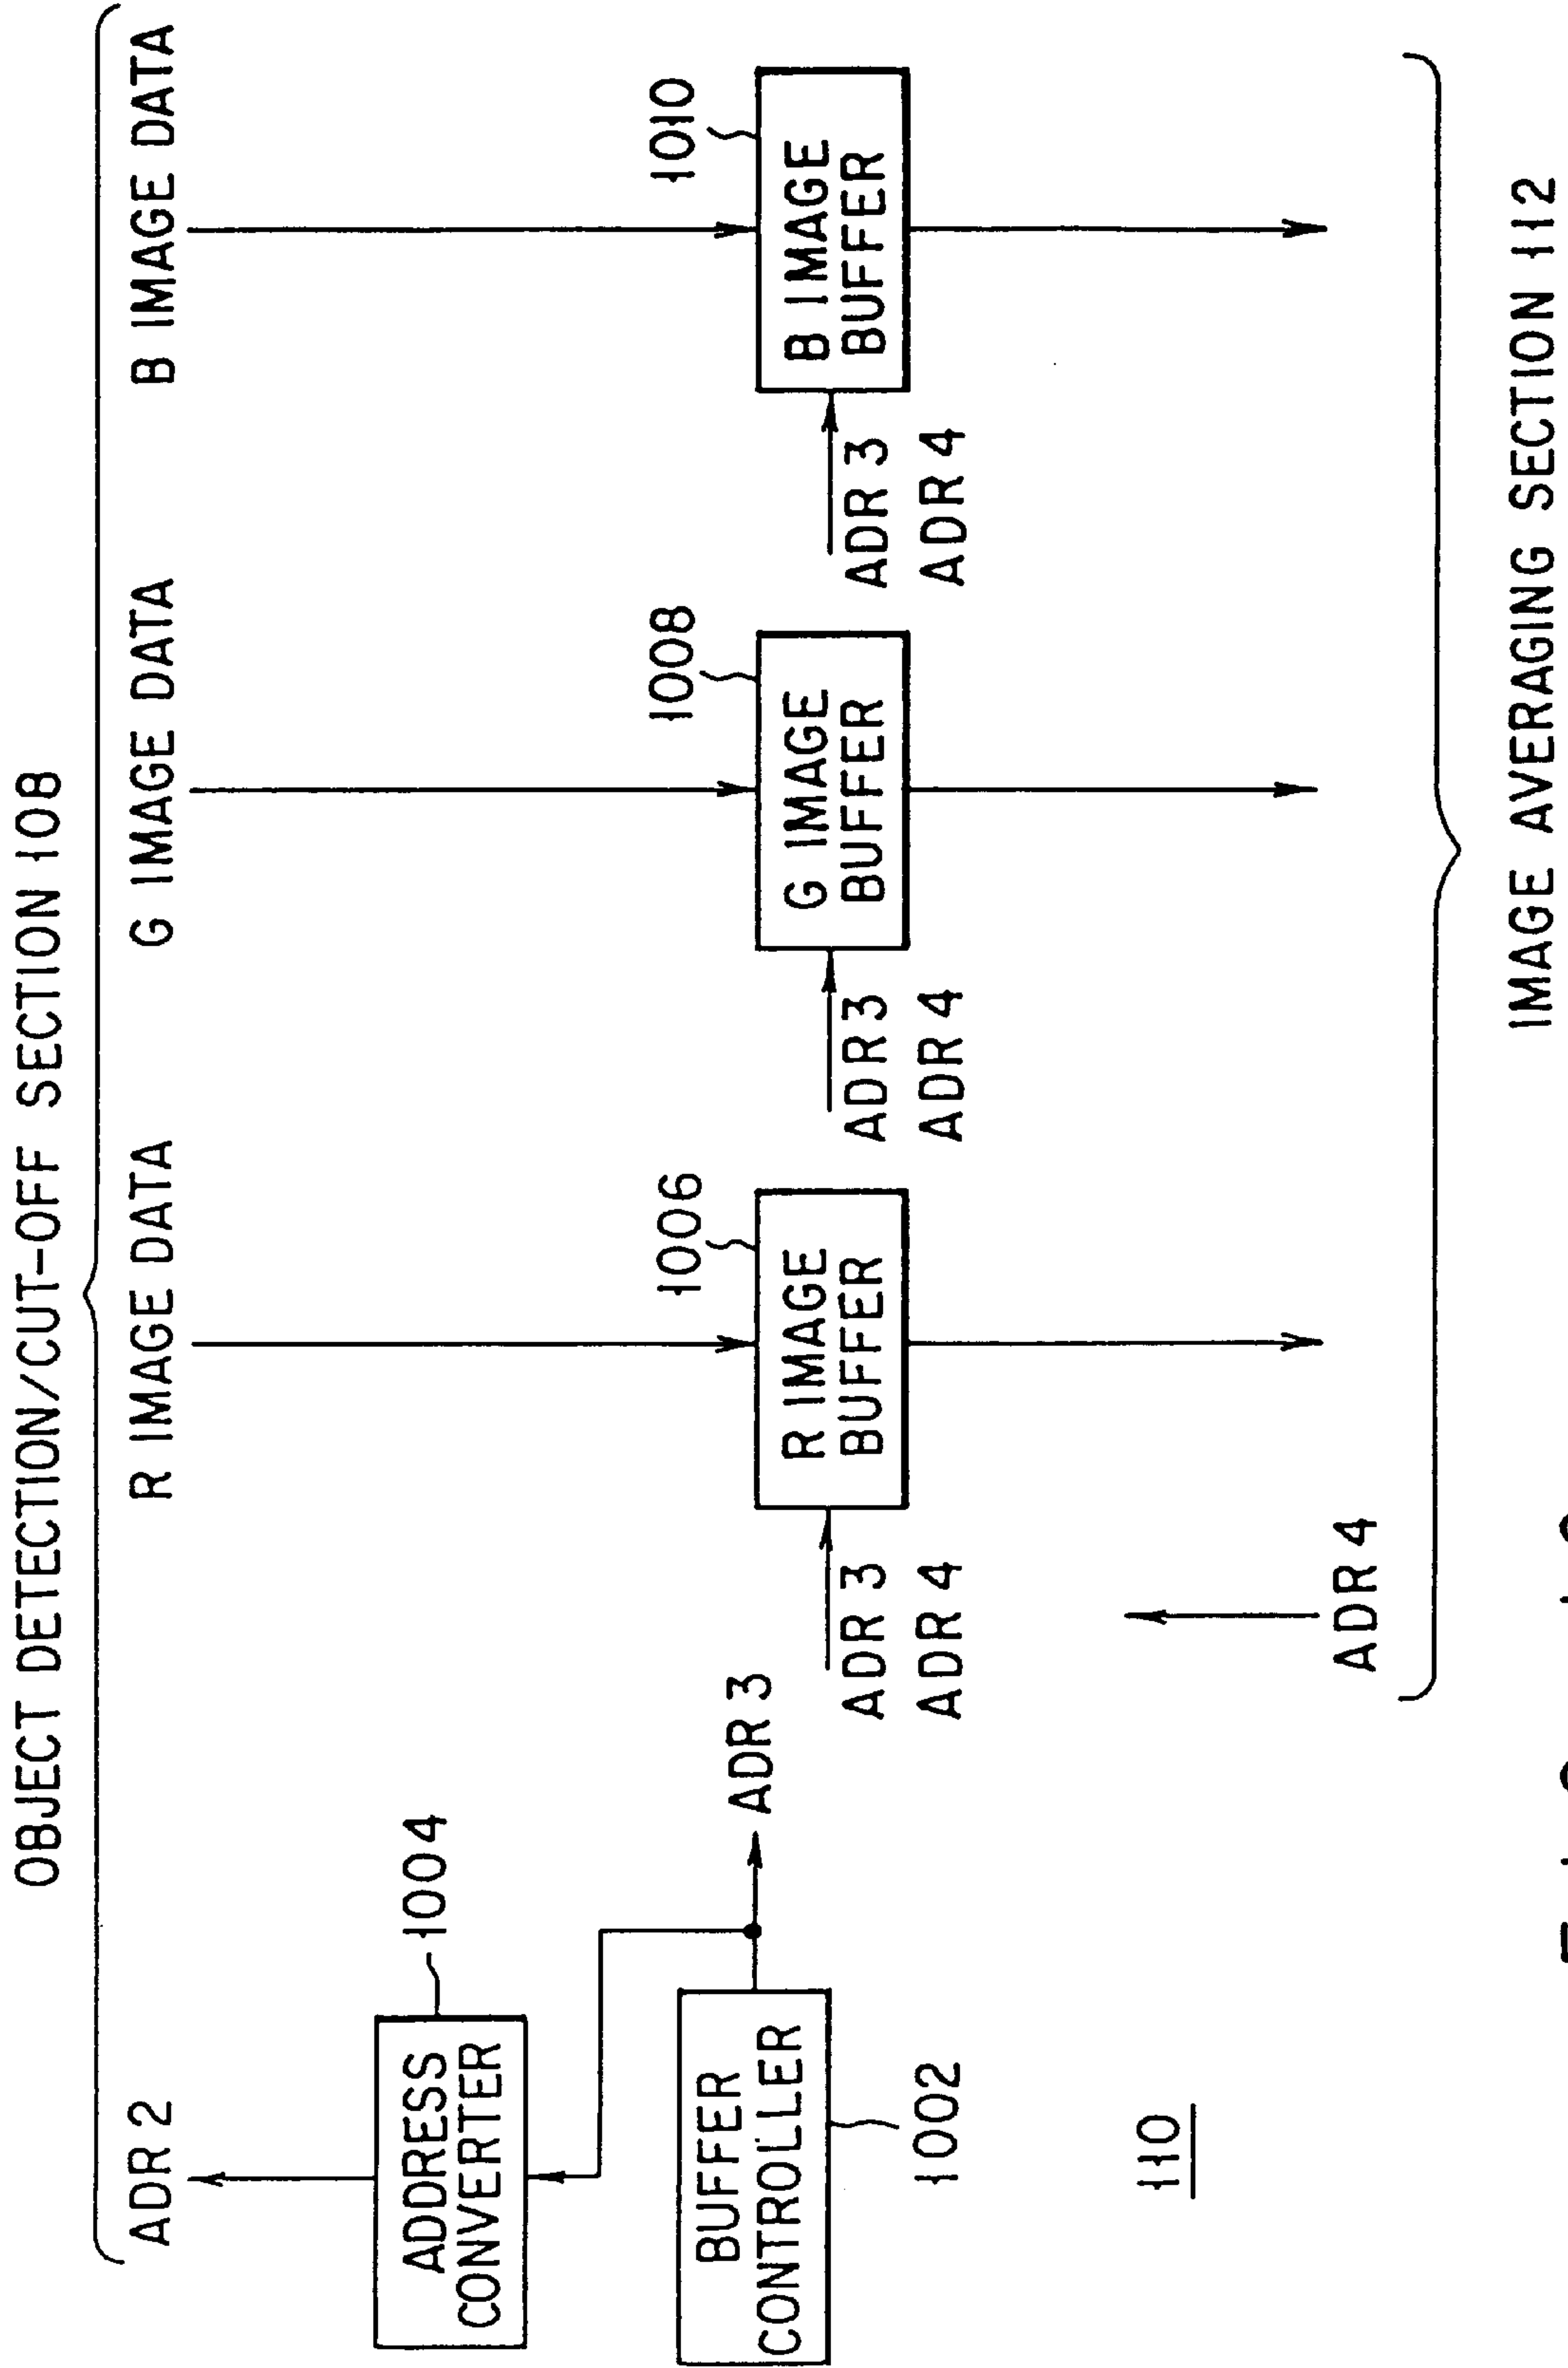 OBJECT DETECTION/CUT-OFF SECTION 108
ADR 2
R IMAGE DATA
G IMAGE DATA
B IMAGE DATA
ADDRESS
CONVERTER
1004
BUFFER
CONTROLLER
1002
ADR 3
1006
R IMAGE
BUFFER
ADR 3
ADR 4
1008
G IMAGE
BUFFER
ADR 3
ADR 4
1010
B IMAGE
BUFFER
ADR 3
ADR 4
110
ADR 4
IMAGE AVERAGING SECTION 112